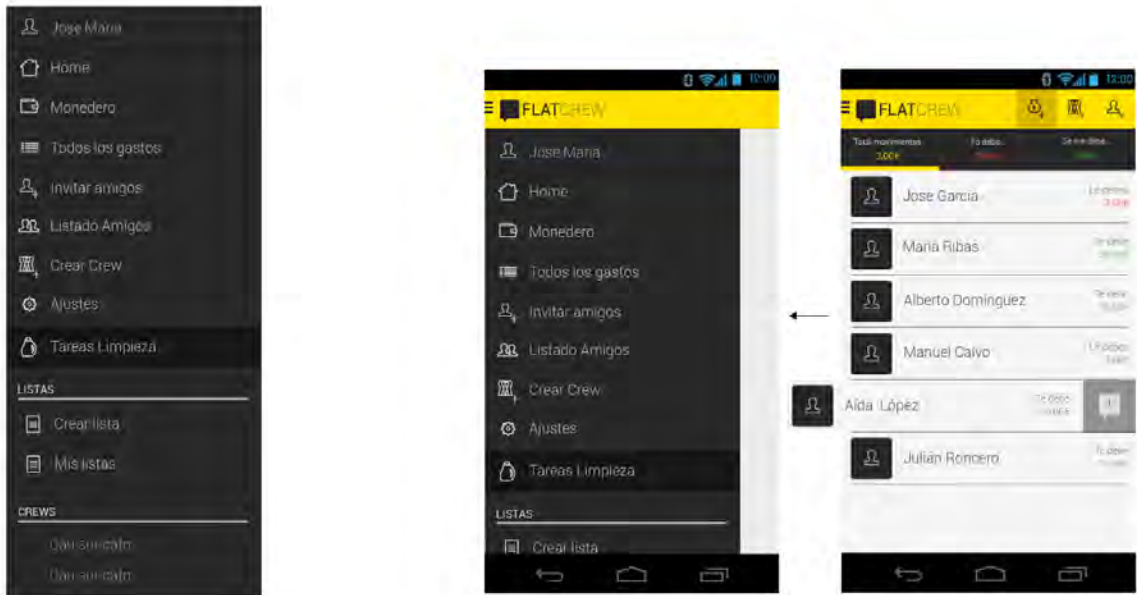 Jose Maria
Home
Monedero
Todos los gastos
Invitar amigos
Listado Amigos
Crear Crew
Ajustes
Tareas Limpieza
LISTAS
Crear lista
Mis listas
CREWS
12:00
FLATCREW
Jose Maria
Home
Monedero
Todos los gastos
Invitar amigos
Listado Amigos
Crear Crew
Ajustes
Tareas Limpieza
LISTAS
Crear lista
12:00
FLATCREW
Total movimientos
Jose Garcia
Maria Ribas
Alberto Dominguez
Manuel Calvo
Aida López
Te debe
Julián Roncero